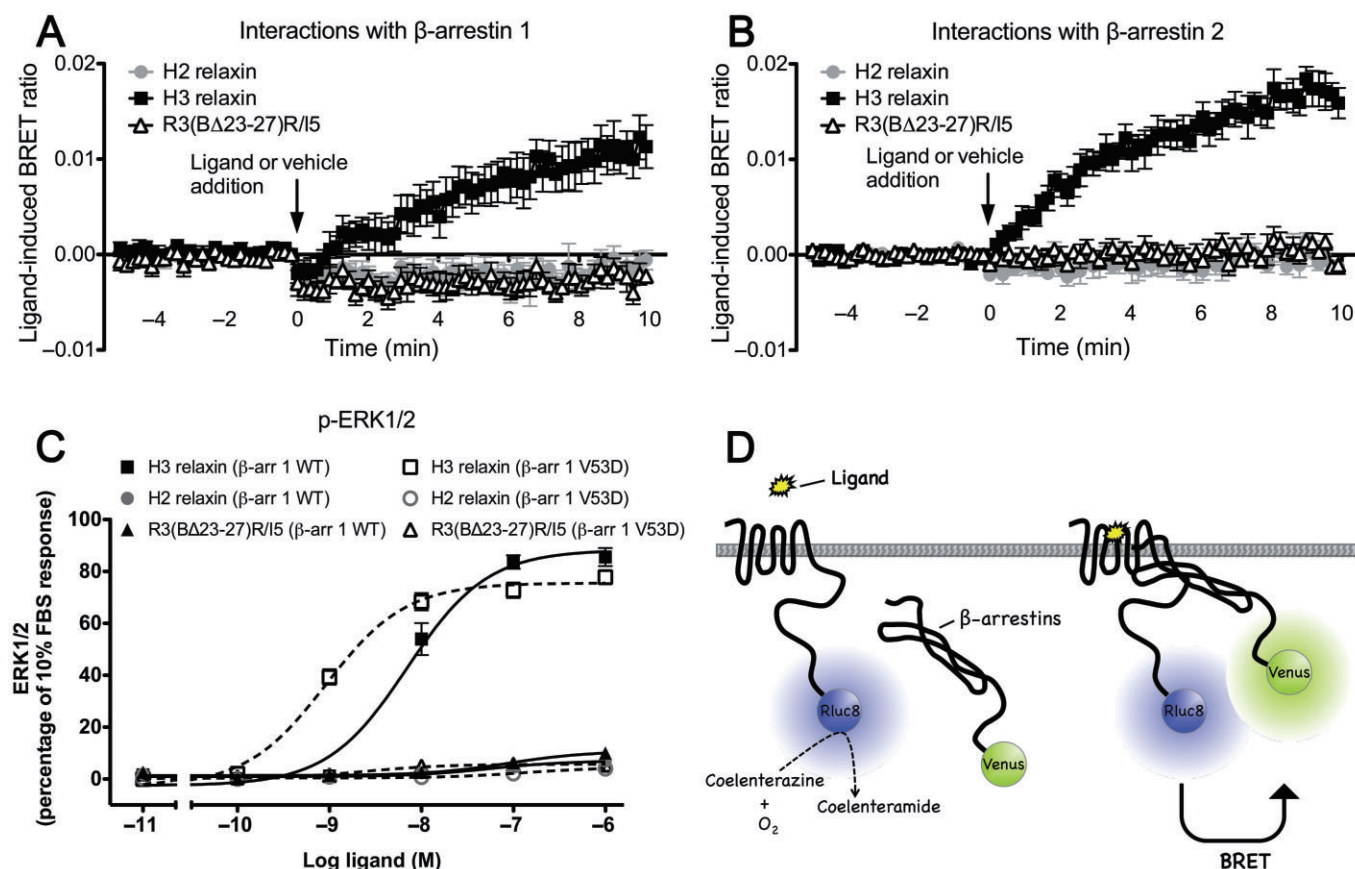 A
Interactions with β-arrestin 1
0.02
0.01
0.00
–0.01
Ligand-induced BRET ratio
H2 relaxin
H3 relaxin
R3(BΔ23-27)R/I5
Ligand or vehicle
addition
–4
–2
0
2
4
6
8
10
Time (min)
B
Interactions with β-arrestin 2
0.02
0.01
0.00
–0.01
Ligand-induced BRET ratio
H2 relaxin
H3 relaxin
R3(BΔ23-27)R/I5
Ligand or vehicle
addition
–4
–2
0
2
4
6
8
10
Time (min)
C
p-ERK1/2
H3 relaxin (β-arr 1 WT)
H2 relaxin (β-arr 1 WT)
R3(BΔ23-27)R/I5 (β-arr 1 WT)
H3 relaxin (β-arr 1 V53D)
H2 relaxin (β-arr 1 V53D)
R3(BΔ23-27)R/I5 (β-arr 1 V53D)
100
80
60
40
20
0
ERK1/2
(percentage of 10% FBS response)
–11
–10
–9
–8
–7
–6
Log ligand (M)
D
Ligand
β-arrestins
Rluc8
Venus
Coelenterazine
+
O2
Coelenteramide
Rluc8
Venus
BRET